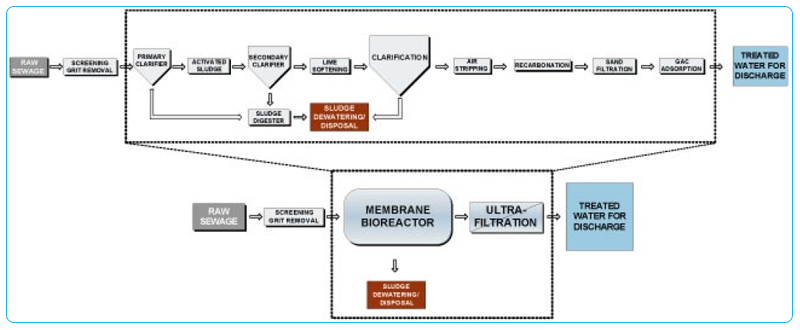 RAW
SEWAGE
SCREENING
GRIT REMOVAL
PRIMARY
CLARIFIER
ACTIVATED
SLUDGE
SECONDARY
CLARIFIER
LIME
SOFTENING
CLARIFICATION
AIR
STRIPPING
RECARBONATION
SAND
FILTRATION
GAC
ADSORPTION
TREATED
WATER FOR
DISCHARGE
SLUDGE
DIGESTER
SLUDGE
DEWATERING/
DISPOSAL
RAW
SEWAGE
SCREENING
GRIT REMOVAL
MEMBRANE
BIOREACTOR
ULTRA-
FILTRATION
TREATED
WATER FOR
DISCHARGE
SLUDGE
DEWATERING/
DISPOSAL